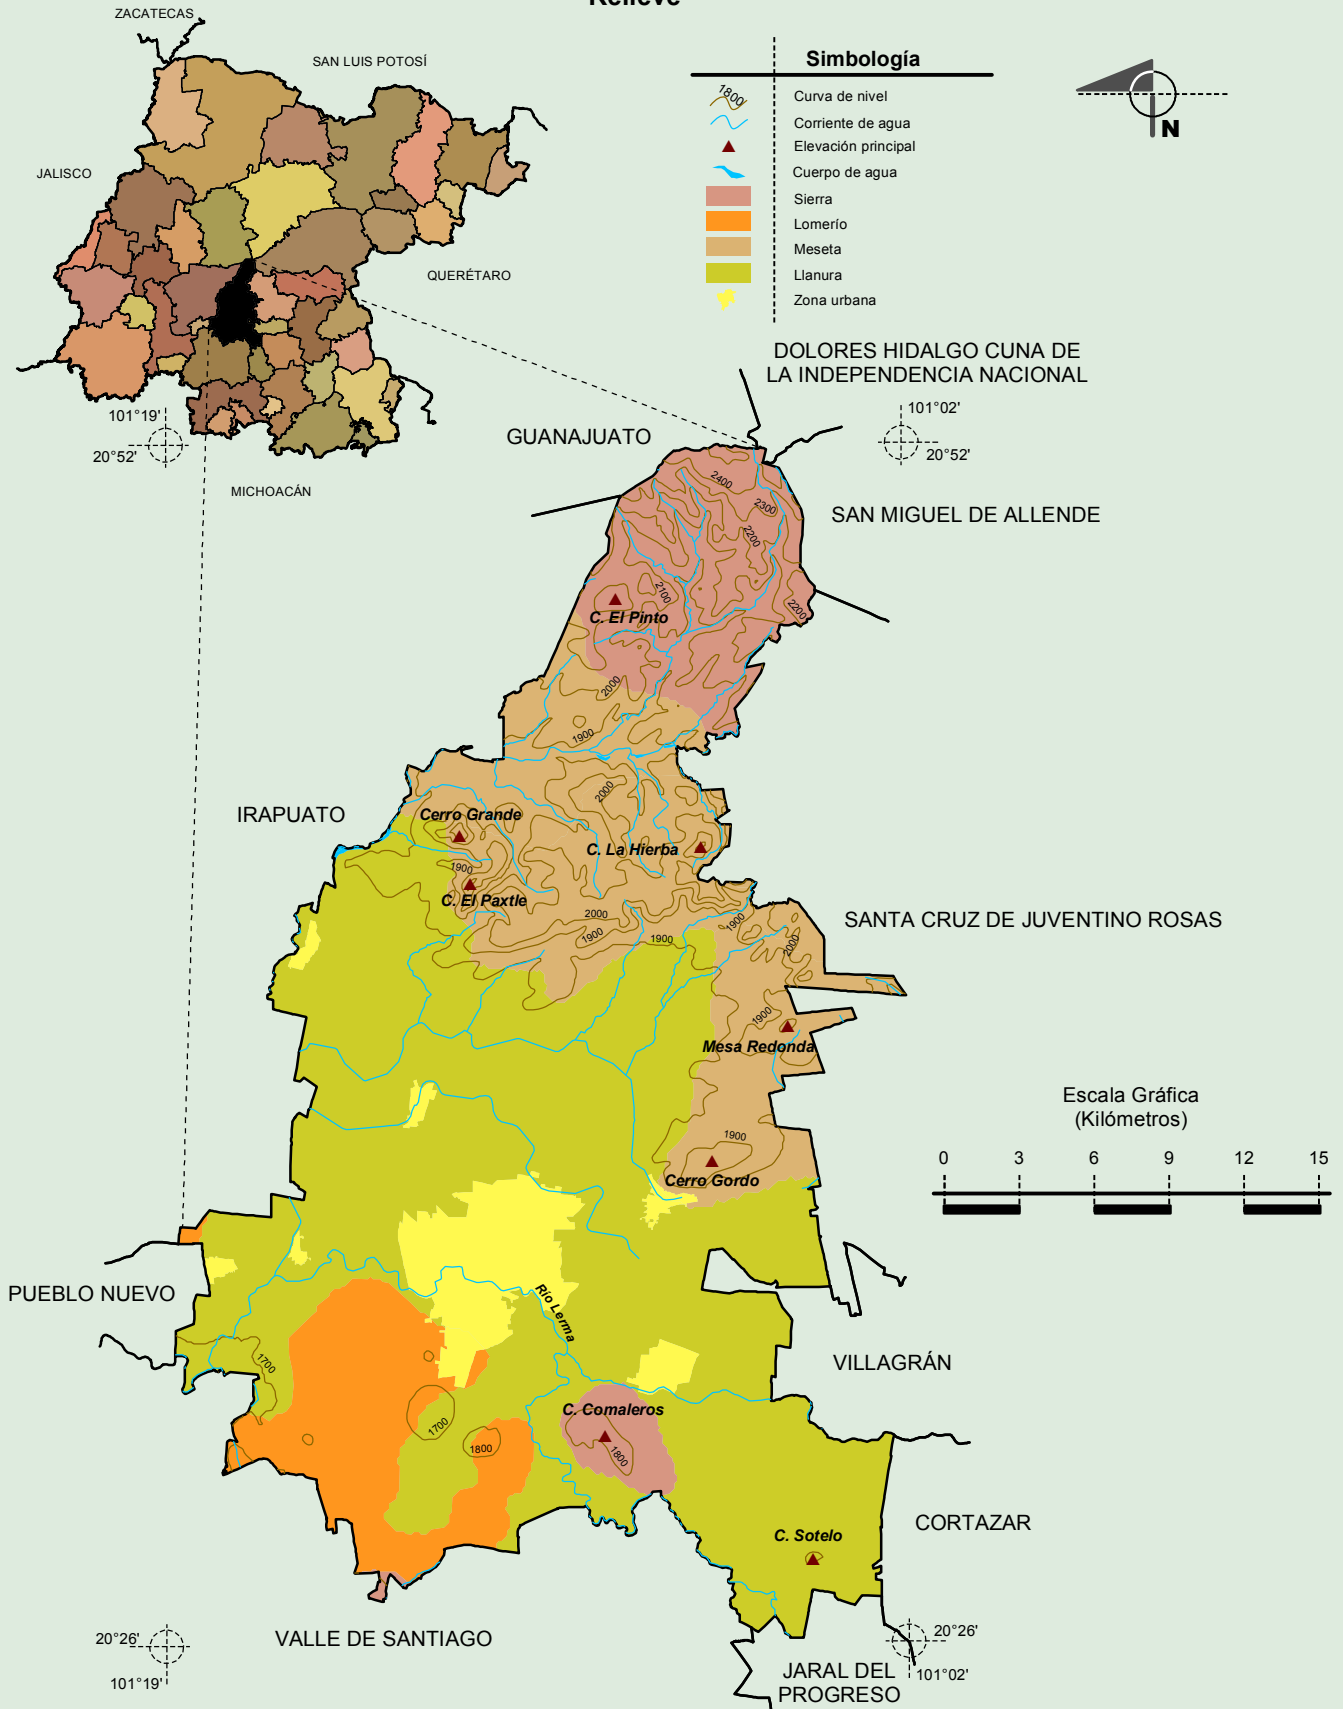 Relieve
ZACATECAS
SAN LUIS POTOSÍ
JALISCO
QUERÉTARO
MICHOACÁN
Simbología
1800
Curva de nivel
Corriente de agua
Elevación principal
Cuerpo de agua
Sierra
Lomerío
Meseta
Llanura
Zona urbana
N
DOLORES HIDALGO CUNA DE
LA INDEPENDENCIA NACIONAL
101°19'
20°52'
101°02'
20°52'
GUANAJUATO
SAN MIGUEL DE ALLENDE
2400
2300
2200
2100
2200
C. El Pinto
2000
1900
IRAPUATO
2000
Cerro Grande
C. La Hierba
1900
C. El Paxtle
2000
1900
1900
1900
2000
SANTA CRUZ DE JUVENTINO ROSAS
1900
Mesa Redonda
Escala Gráfica
(Kilómetros)
0 3 6 9 12 15
1900
Cerro Gordo
PUEBLO NUEVO
Río Lerma
VILLAGRÁN
1700
C. Comaleros
1700
1800
1800
CORTAZAR
C. Sotelo
20°26'
101°19'
VALLE DE SANTIAGO
20°26'
101°02'
JARAL DEL
PROGRESO